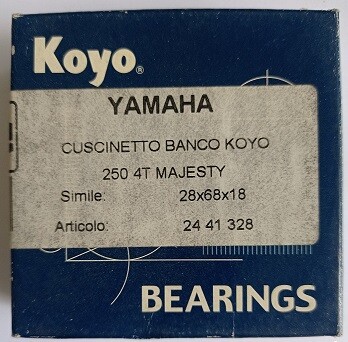 Koyo®
YAMAHA
CUSCINETTO BANCO KOYO
250 4T MAJESTY
Simile: 28x68x18
Articolo: 24 41 328
BEARINGS